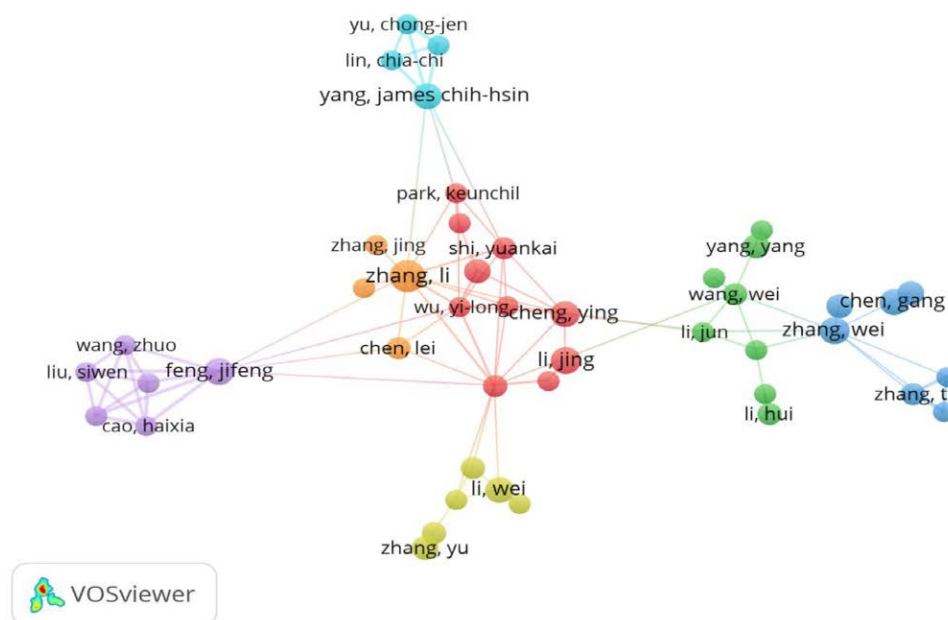 yu, chong-jen
lin, chia-chi
yang, james chih-hsin
park, keunchil
zhang, jing
shi, yuankai
zhang, li
wu, yi-long
cheng, ying
chen, lei
li, jing
wang, zhuo
liu, siwen
feng, jifeng
cao, haixia
yang, yang
wang, wei
chen, gang
li, jun
zhang, wei
li, hui
zhang, t
li, wei
zhang, yu
VOSviewer